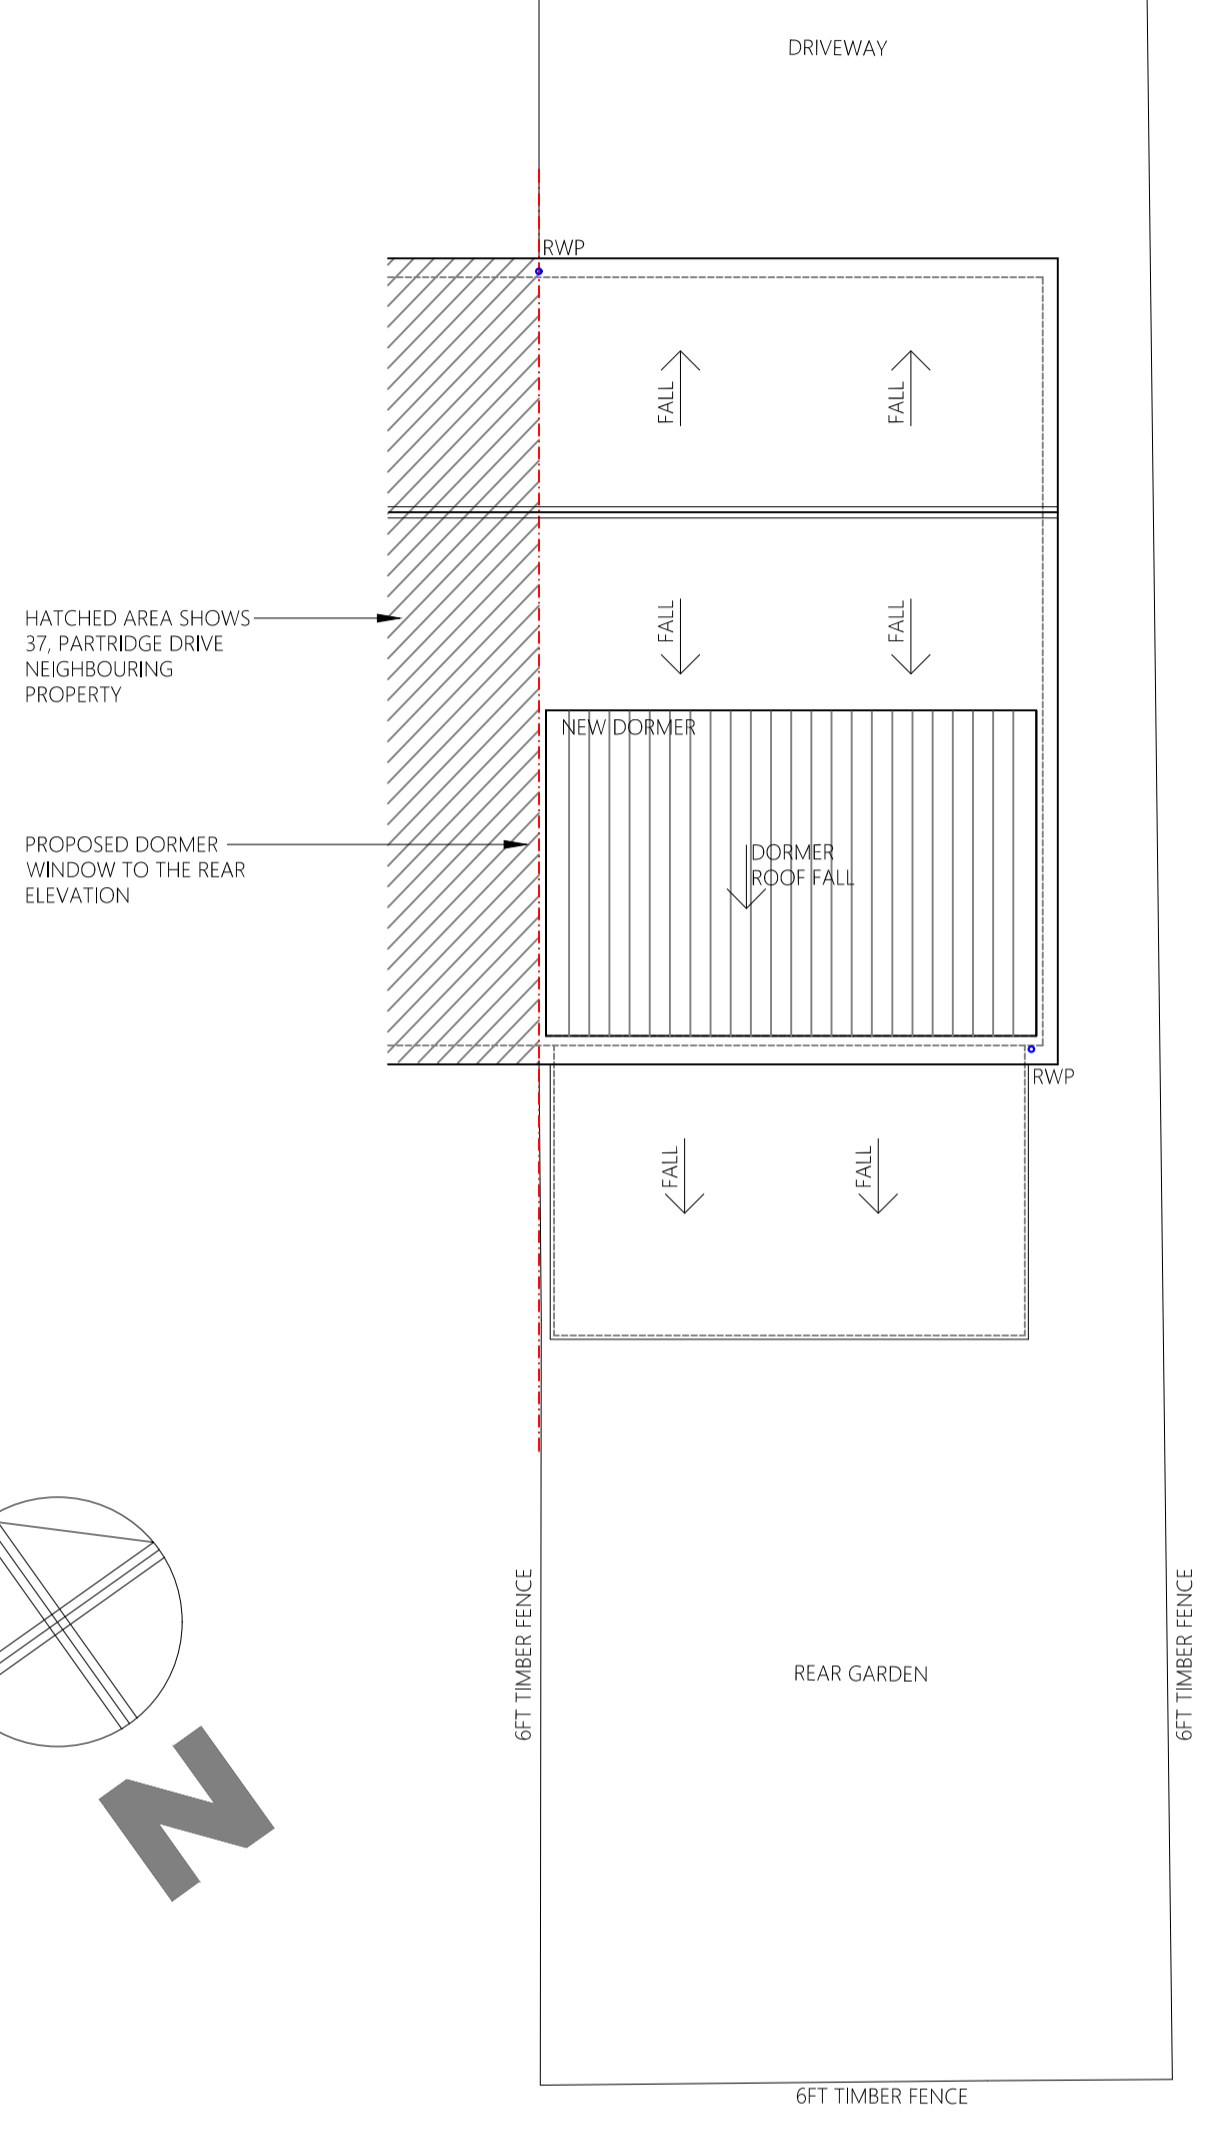 DRIVEWAY
RWP
FALL
FALL
HATCHED AREA SHOWS
37, PARTRIDGE DRIVE
NEIGHBOURING
PROPERTY
FALL
FALL
NEW DORMER
PROPOSED DORMER
WINDOW TO THE REAR
ELEVATION
DORMER
ROOF FALL
RWP
FALL
FALL
6FT TIMBER FENCE
6FT TIMBER FENCE
REAR GARDEN
N
6FT TIMBER FENCE